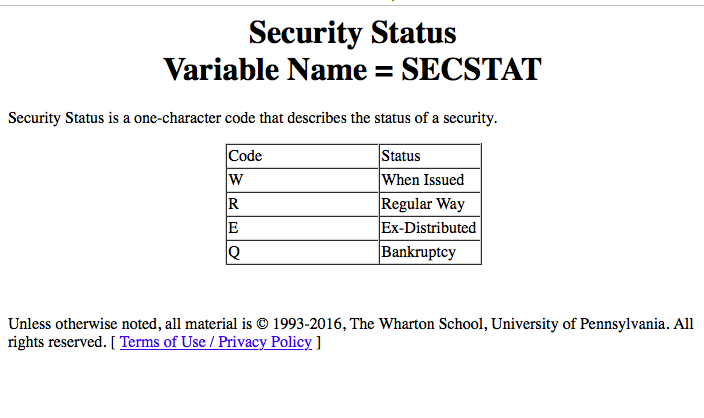 Security Status
Variable Name = SECSTAT
Security Status is a one-character code that describes the status of a security.
Code Status
W When Issued
R Regular Way
E Ex-Distributed
Q Bankruptcy
Unless otherwise noted, all material is © 1993-2016, The Wharton School, University of Pennsylvania. All
rights reserved. [ Terms of Use / Privacy Policy ]